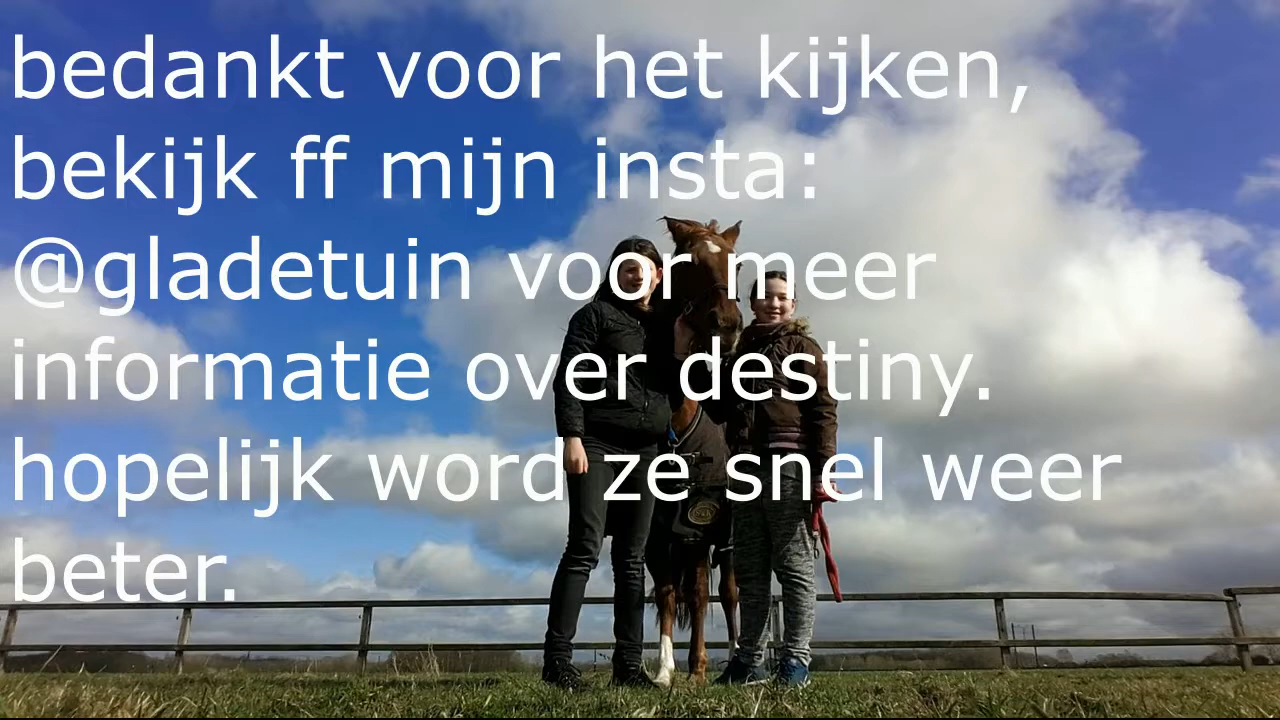 bedankt voor het kijken,
bekijk ff mijn insta:
@gladetuin voor meer
informatie over destiny.
hopelijk word ze snel weer
beter.